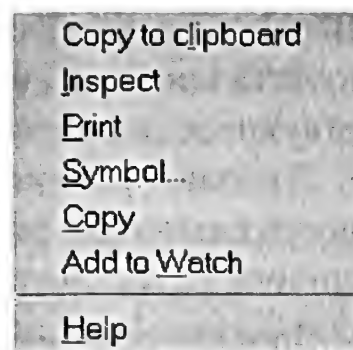 Copy to clipboard
Inspect
Print
Symbol...
Copy
Add to Watch
Help